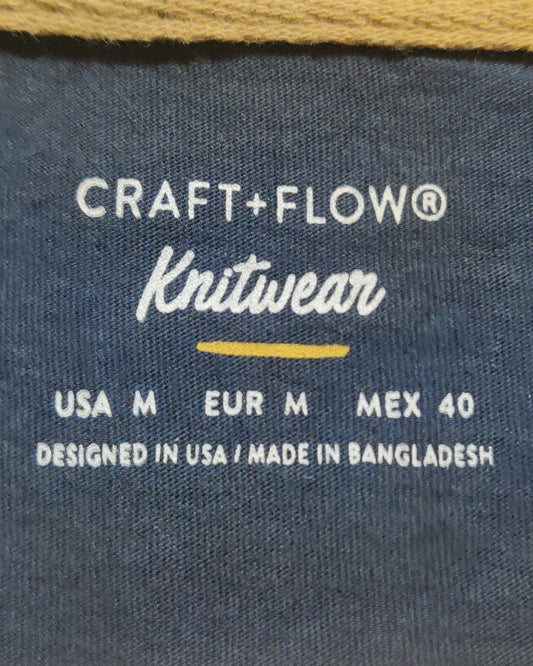 CRAFT+FLOW®
Knitwear
USA M EUR M MEX 40
DESIGNED IN USA / MADE IN BANGLADESH